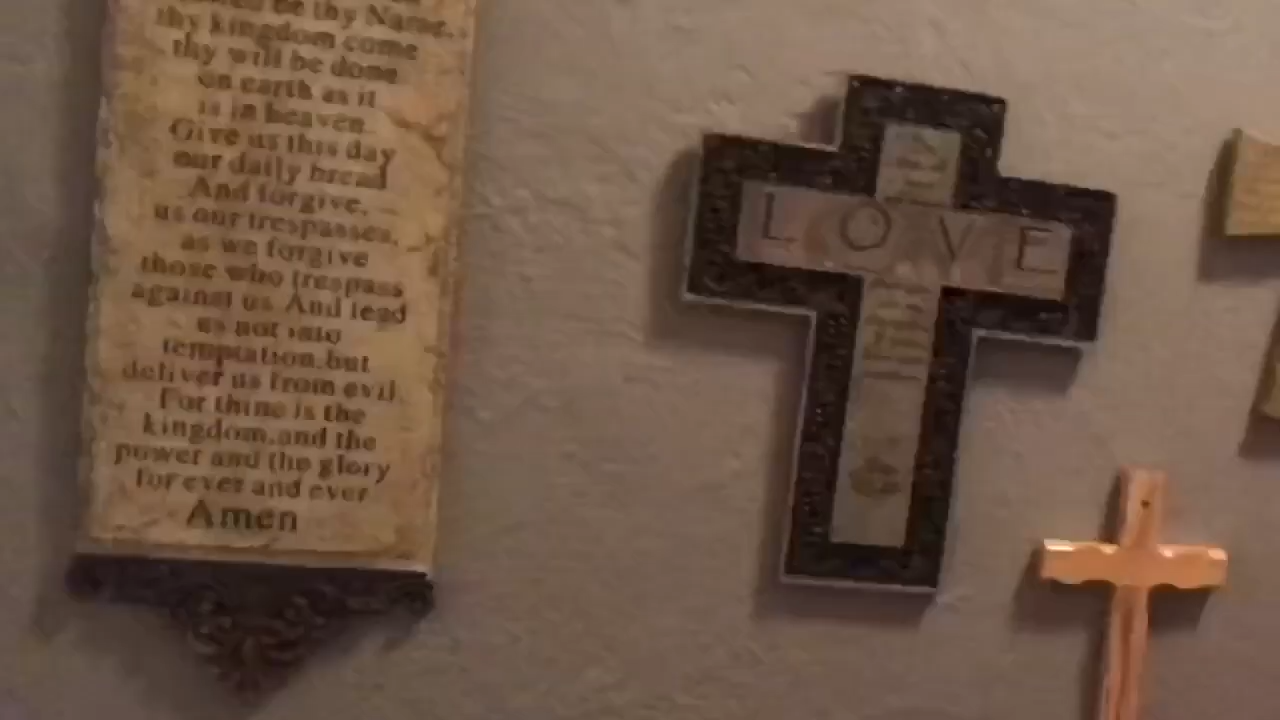 be thy Name.
thy kingdom come
thy will be done
on earth as it
is in heaven.
Give us this day
our daily bread
And forgive,
us our trespasses,
as we forgive
those who trespass
against us. And lead
us not into
temptation, but
deliver us from evil.
For thine is the
kingdom, and the
power and the glory
for ever and ever
Amen
LOVE